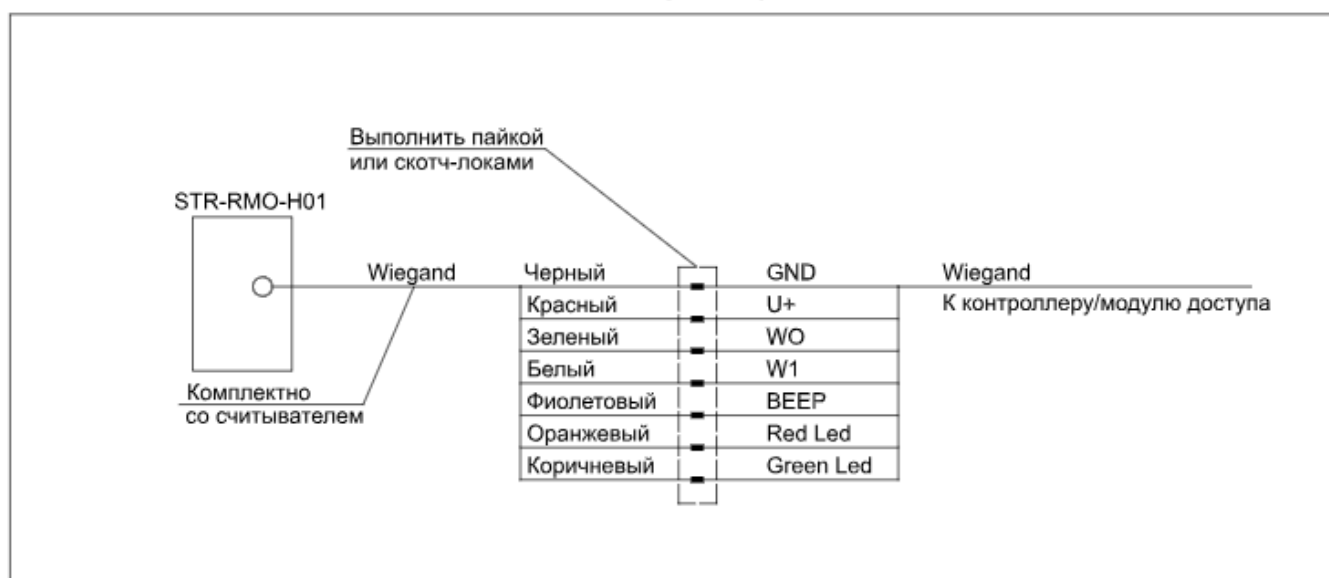 Выполнить пайкой
или скотч-локами
STR-RMO-H01
Wiegand
Черный GND
Wiegand
Красный U+
К контроллеру/модулю доступа
Зеленый WO
Белый W1
Комплектно
со считывателем
Фиолетовый BEEP
Оранжевый Red Led
Коричневый Green Led